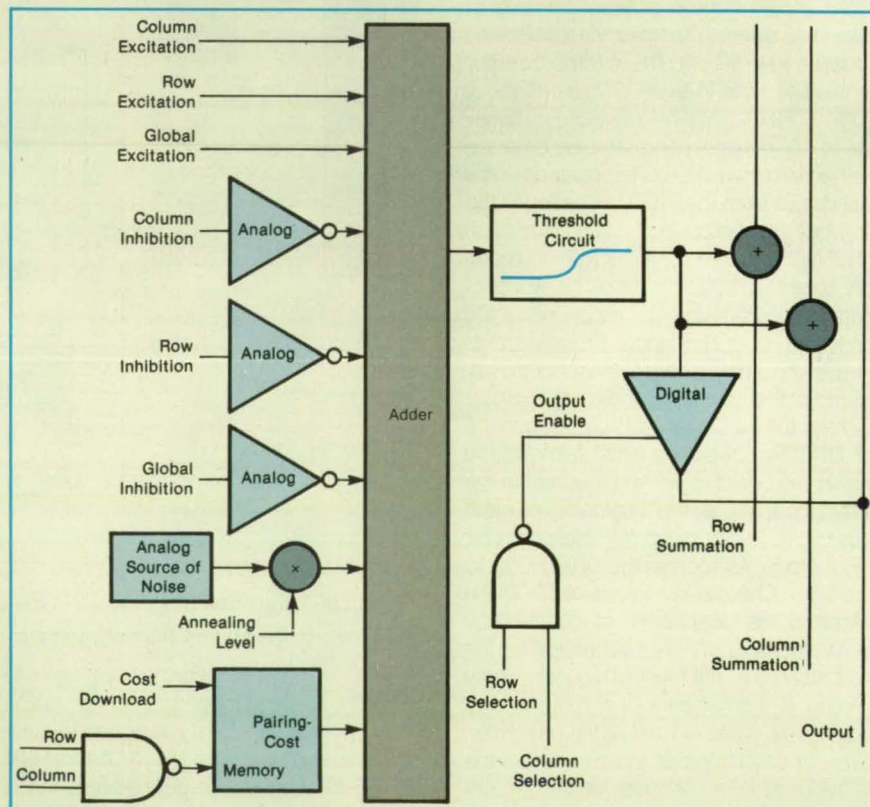 Column
Excitation
Row
Excitation
Global
Excitation
Column
Inhibition
Analog
Row
Inhibition
Analog
Global
Inhibition
Analog
Analog
Source of
Noise
×
Annealing
Level
Cost
Download
Row
Column
Pairing-
Cost
Memory
Adder
Threshold
Circuit
+
+
Digital
Output
Enable
Row
Summation
Row
Selection
Column
Selection
Column
Summation
Output